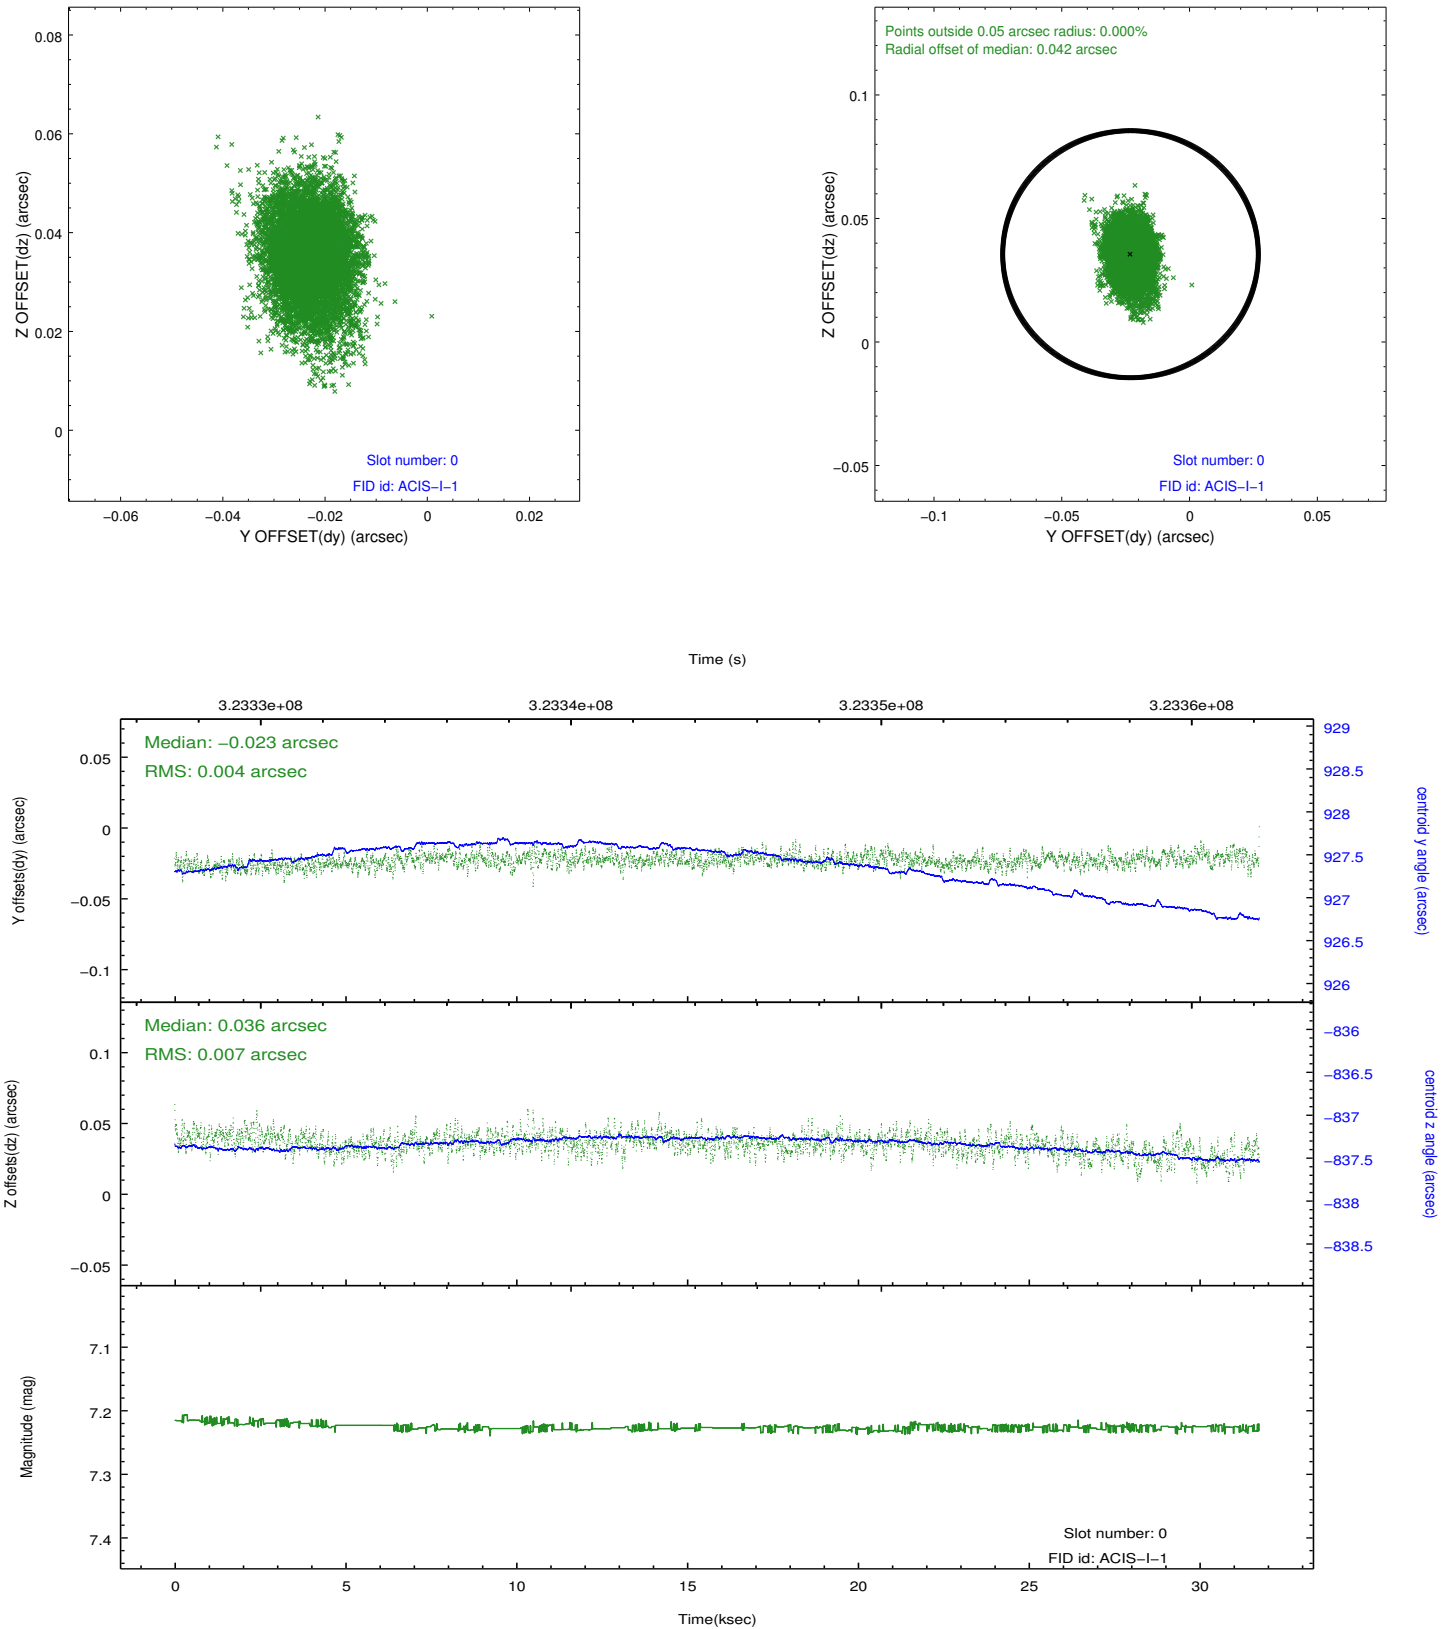 0.08
0.06
0.04
0.02
0
Z OFFSET(dz) (arcsec)
Slot number: 0
FID id: ACIS−I−1
−0.06
−0.04
−0.02
0
0.02
Y OFFSET(dy) (arcsec)
Points outside 0.05 arcsec radius: 0.000%
Radial offset of median: 0.042 arcsec
0.1
0.05
0
−0.05
Z OFFSET(dz) (arcsec)
Slot number: 0
FID id: ACIS−I−1
−0.1
−0.05
0
0.05
Y OFFSET(dy) (arcsec)
Time (s)
3.2333e+08
3.2334e+08
3.2335e+08
3.2336e+08
Median: −0.023 arcsec
RMS: 0.004 arcsec
0.05
0
−0.05
−0.1
Y offsets(dy) (arcsec)
929
928.5
928
927.5
927
926.5
926
centroid y angle (arcsec)
Median: 0.036 arcsec
RMS: 0.007 arcsec
0.1
0.05
0
−0.05
Z offsets(dz) (arcsec)
−836
−836.5
−837
−837.5
−838
−838.5
centroid z angle (arcsec)
7.1
7.2
7.3
7.4
Magnitude (mag)
Slot number: 0
FID id: ACIS−I−1
0
5
10
15
20
25
30
Time(ksec)